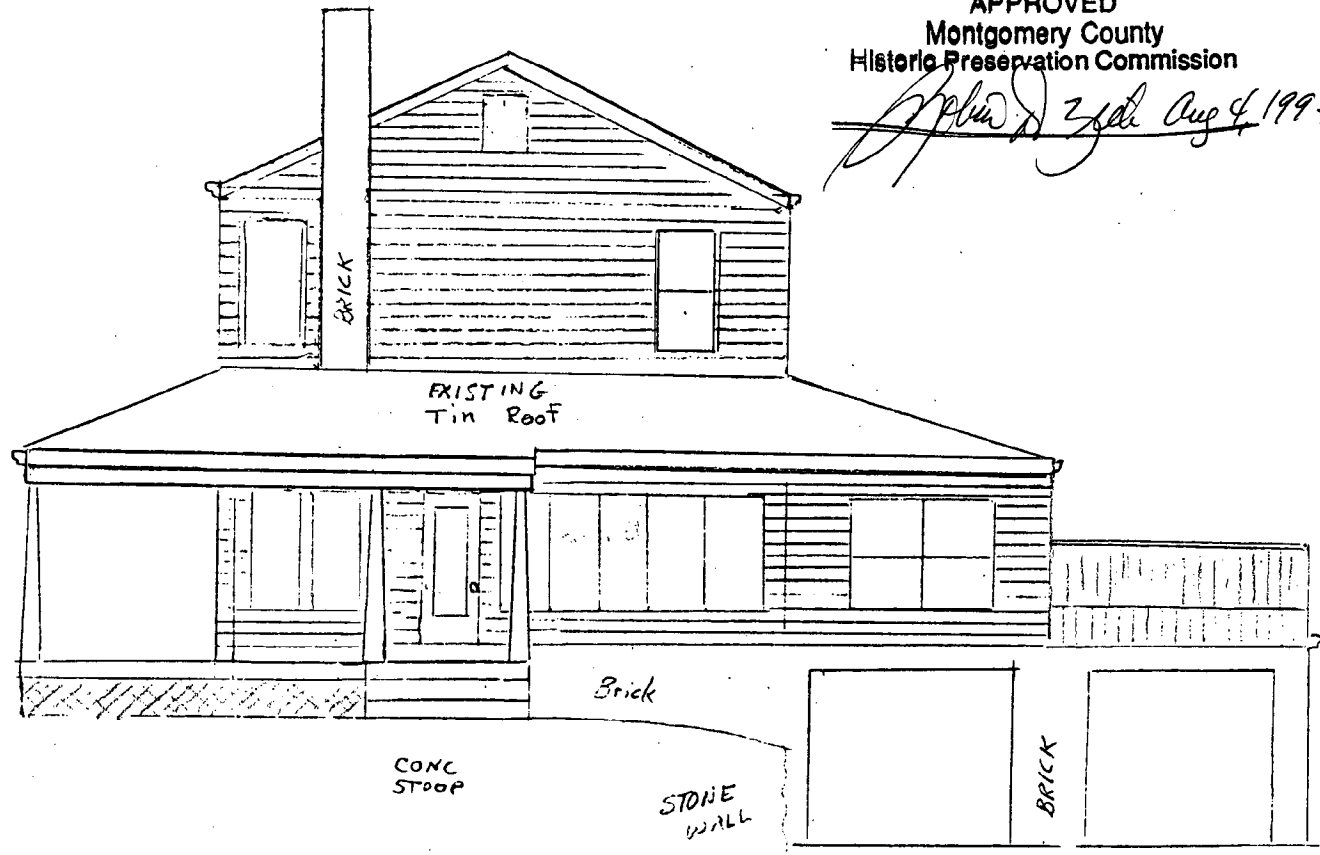 APPROVED
Montgomery County
Historic Preservation Commission
Aug 4, 199
BRICK
EXISTING
Tin Roof
Brick
CONC
STOOP
STONE
WALL
BRICK